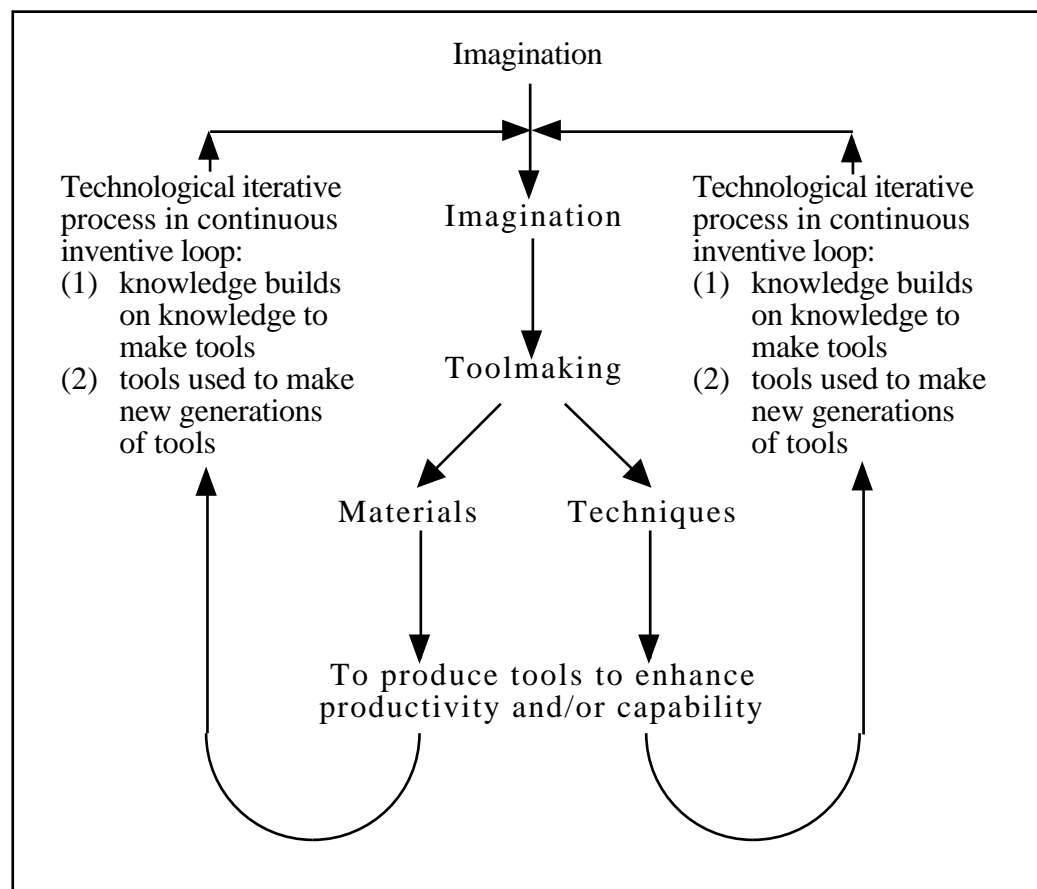 Imagination
Technological iterative
process in continuous
inventive loop:
(1) knowledge builds
on knowledge to
make tools
(2) tools used to make
new generations
of tools
Imagination
Toolmaking
Materials
Techniques
To produce tools to enhance
productivity and/or capability
Technological iterative
process in continuous
inventive loop:
(1) knowledge builds
on knowledge to
make tools
(2) tools used to make
new generations
of tools